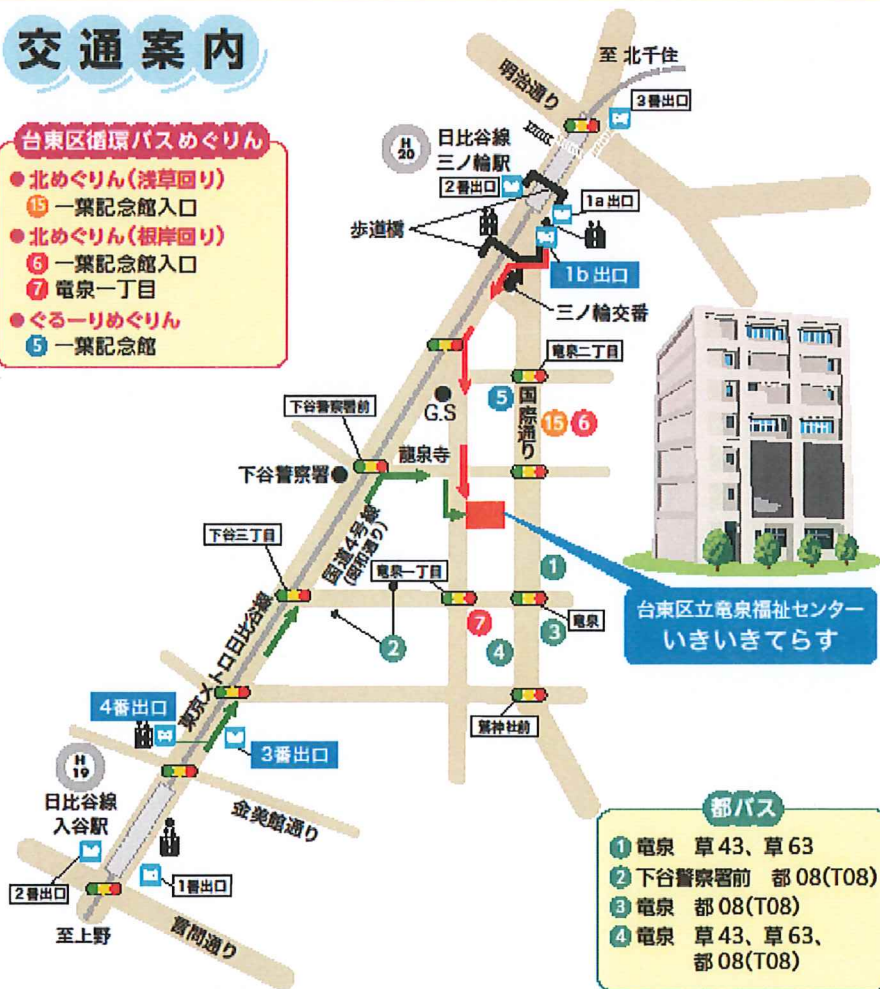 交通案内
台東区循環バスめぐりん
●北めぐりん(浅草回り)
⑮ 一葉記念館入口
●北めぐりん(根岸回り)
⑥ 一葉記念館入口
⑦ 竜泉一丁目
●ぐるーりめぐりん
⑤ 一葉記念館
至 北千住
明治通り
3番出口
H
20
日比谷線
三ノ輪駅
2番出口
1a出口
歩道橋
1b 出口
三ノ輪交番
竜泉二丁目
G.S
⑤
国際通り
⑮ ⑥
下谷警察署前
龍泉寺
下谷警察署
国道4号線
(昭和通り)
下谷三丁目
竜泉一丁目
①
②
⑦
③
竜泉
④
台東区立竜泉福祉センター
いきいきてらす
東京メトロ日比谷線
4番出口
3番出口
鷲神社前
H
19
日比谷線
入谷駅
金美館通り
2番出口
1番出口
至上野
言問通り
都バス
① 竜泉 草43、草63
② 下谷警察署前 都08(T08)
③ 竜泉 都08(T08)
④ 竜泉 草43、草63、
都08(T08)